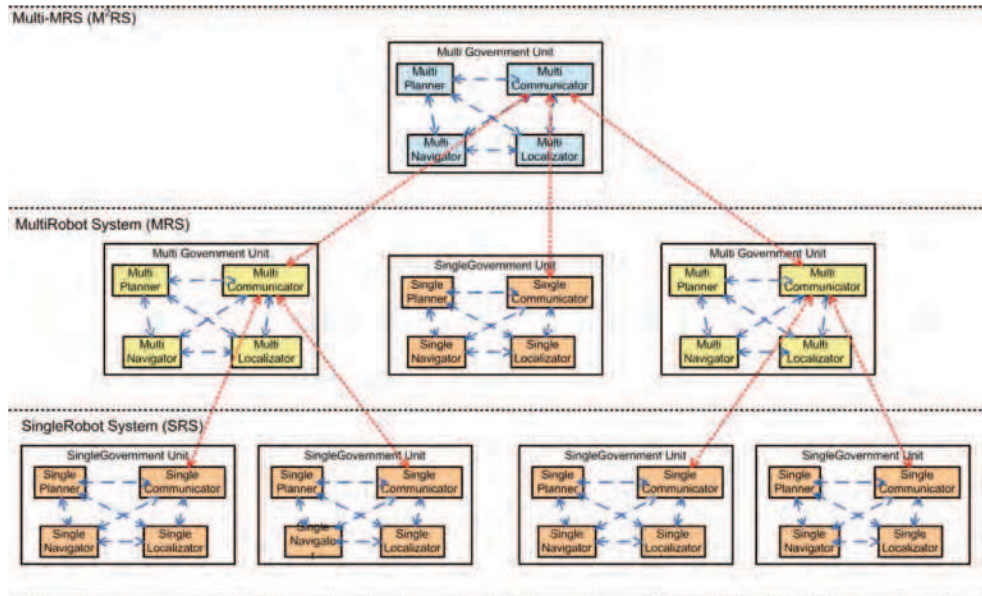 Multi-MRS (M²RS)
Multi Government Unit
Multi
Planner
Multi
Communicator
Multi
Navigator
Multi
Localizator
MultiRobot System (MRS)
Multi Government Unit
Multi
Planner
Multi
Communicator
Multi
Navigator
Multi
Localizator
SingleGovernment Unit
Single
Planner
Single
Communicator
Single
Navigator
Single
Localizator
Multi Government Unit
Multi
Planner
Multi
Communicator
Multi
Navigator
Multi
Localizator
SingleRobot System (SRS)
SingleGovernment Unit
Single
Planner
Single
Communicator
Single
Navigator
Single
Localizator
SingleGovernment Unit
Single
Planner
Single
Communicator
Single
Navigato
r
Single
Localizator
SingleGovernment Unit
Single
Planner
Single
Communicator
Single
Navigator
Single
Localizator
SingleGovernment Unit
Single
Planner
Single
Communicator
Single
Navigator
Single
Localizator